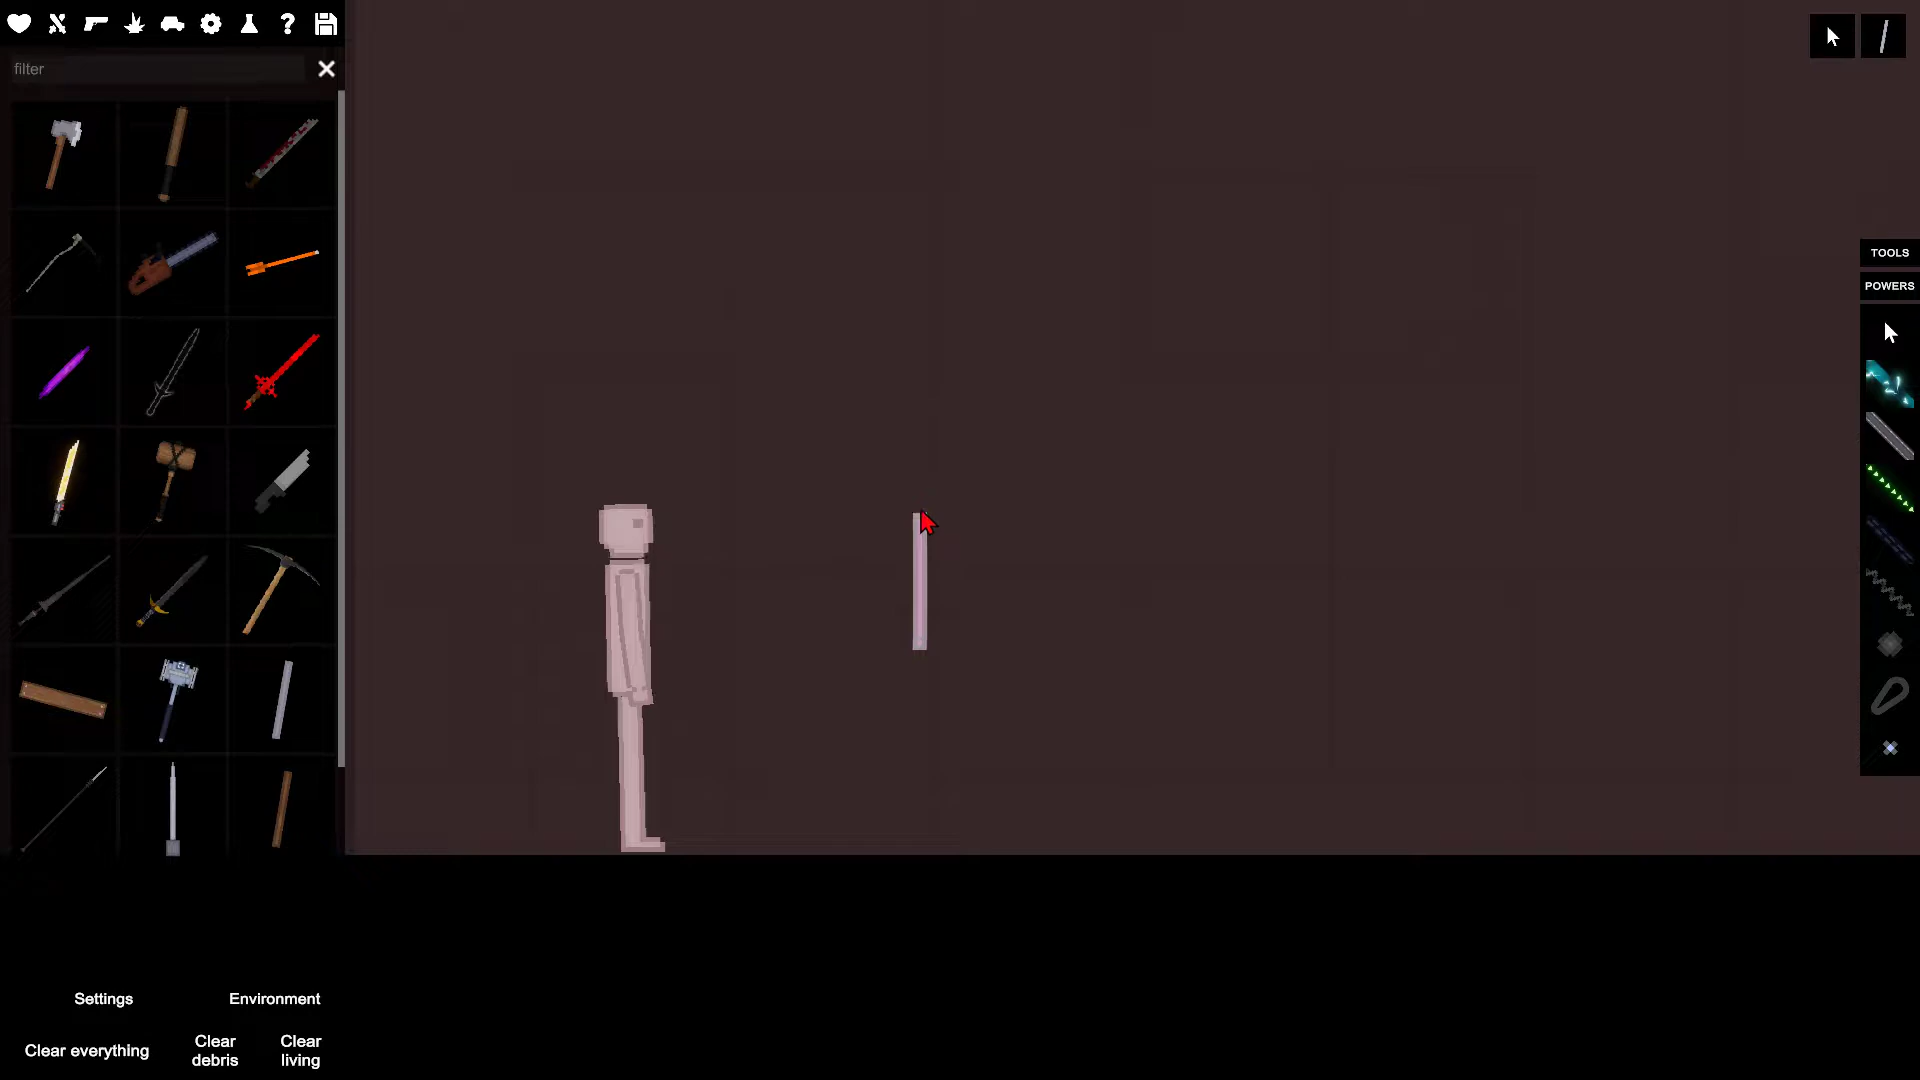 filter
TOOLS
POWERS
Settings
Environment
Clear everything
Clear
debris
Clear
living